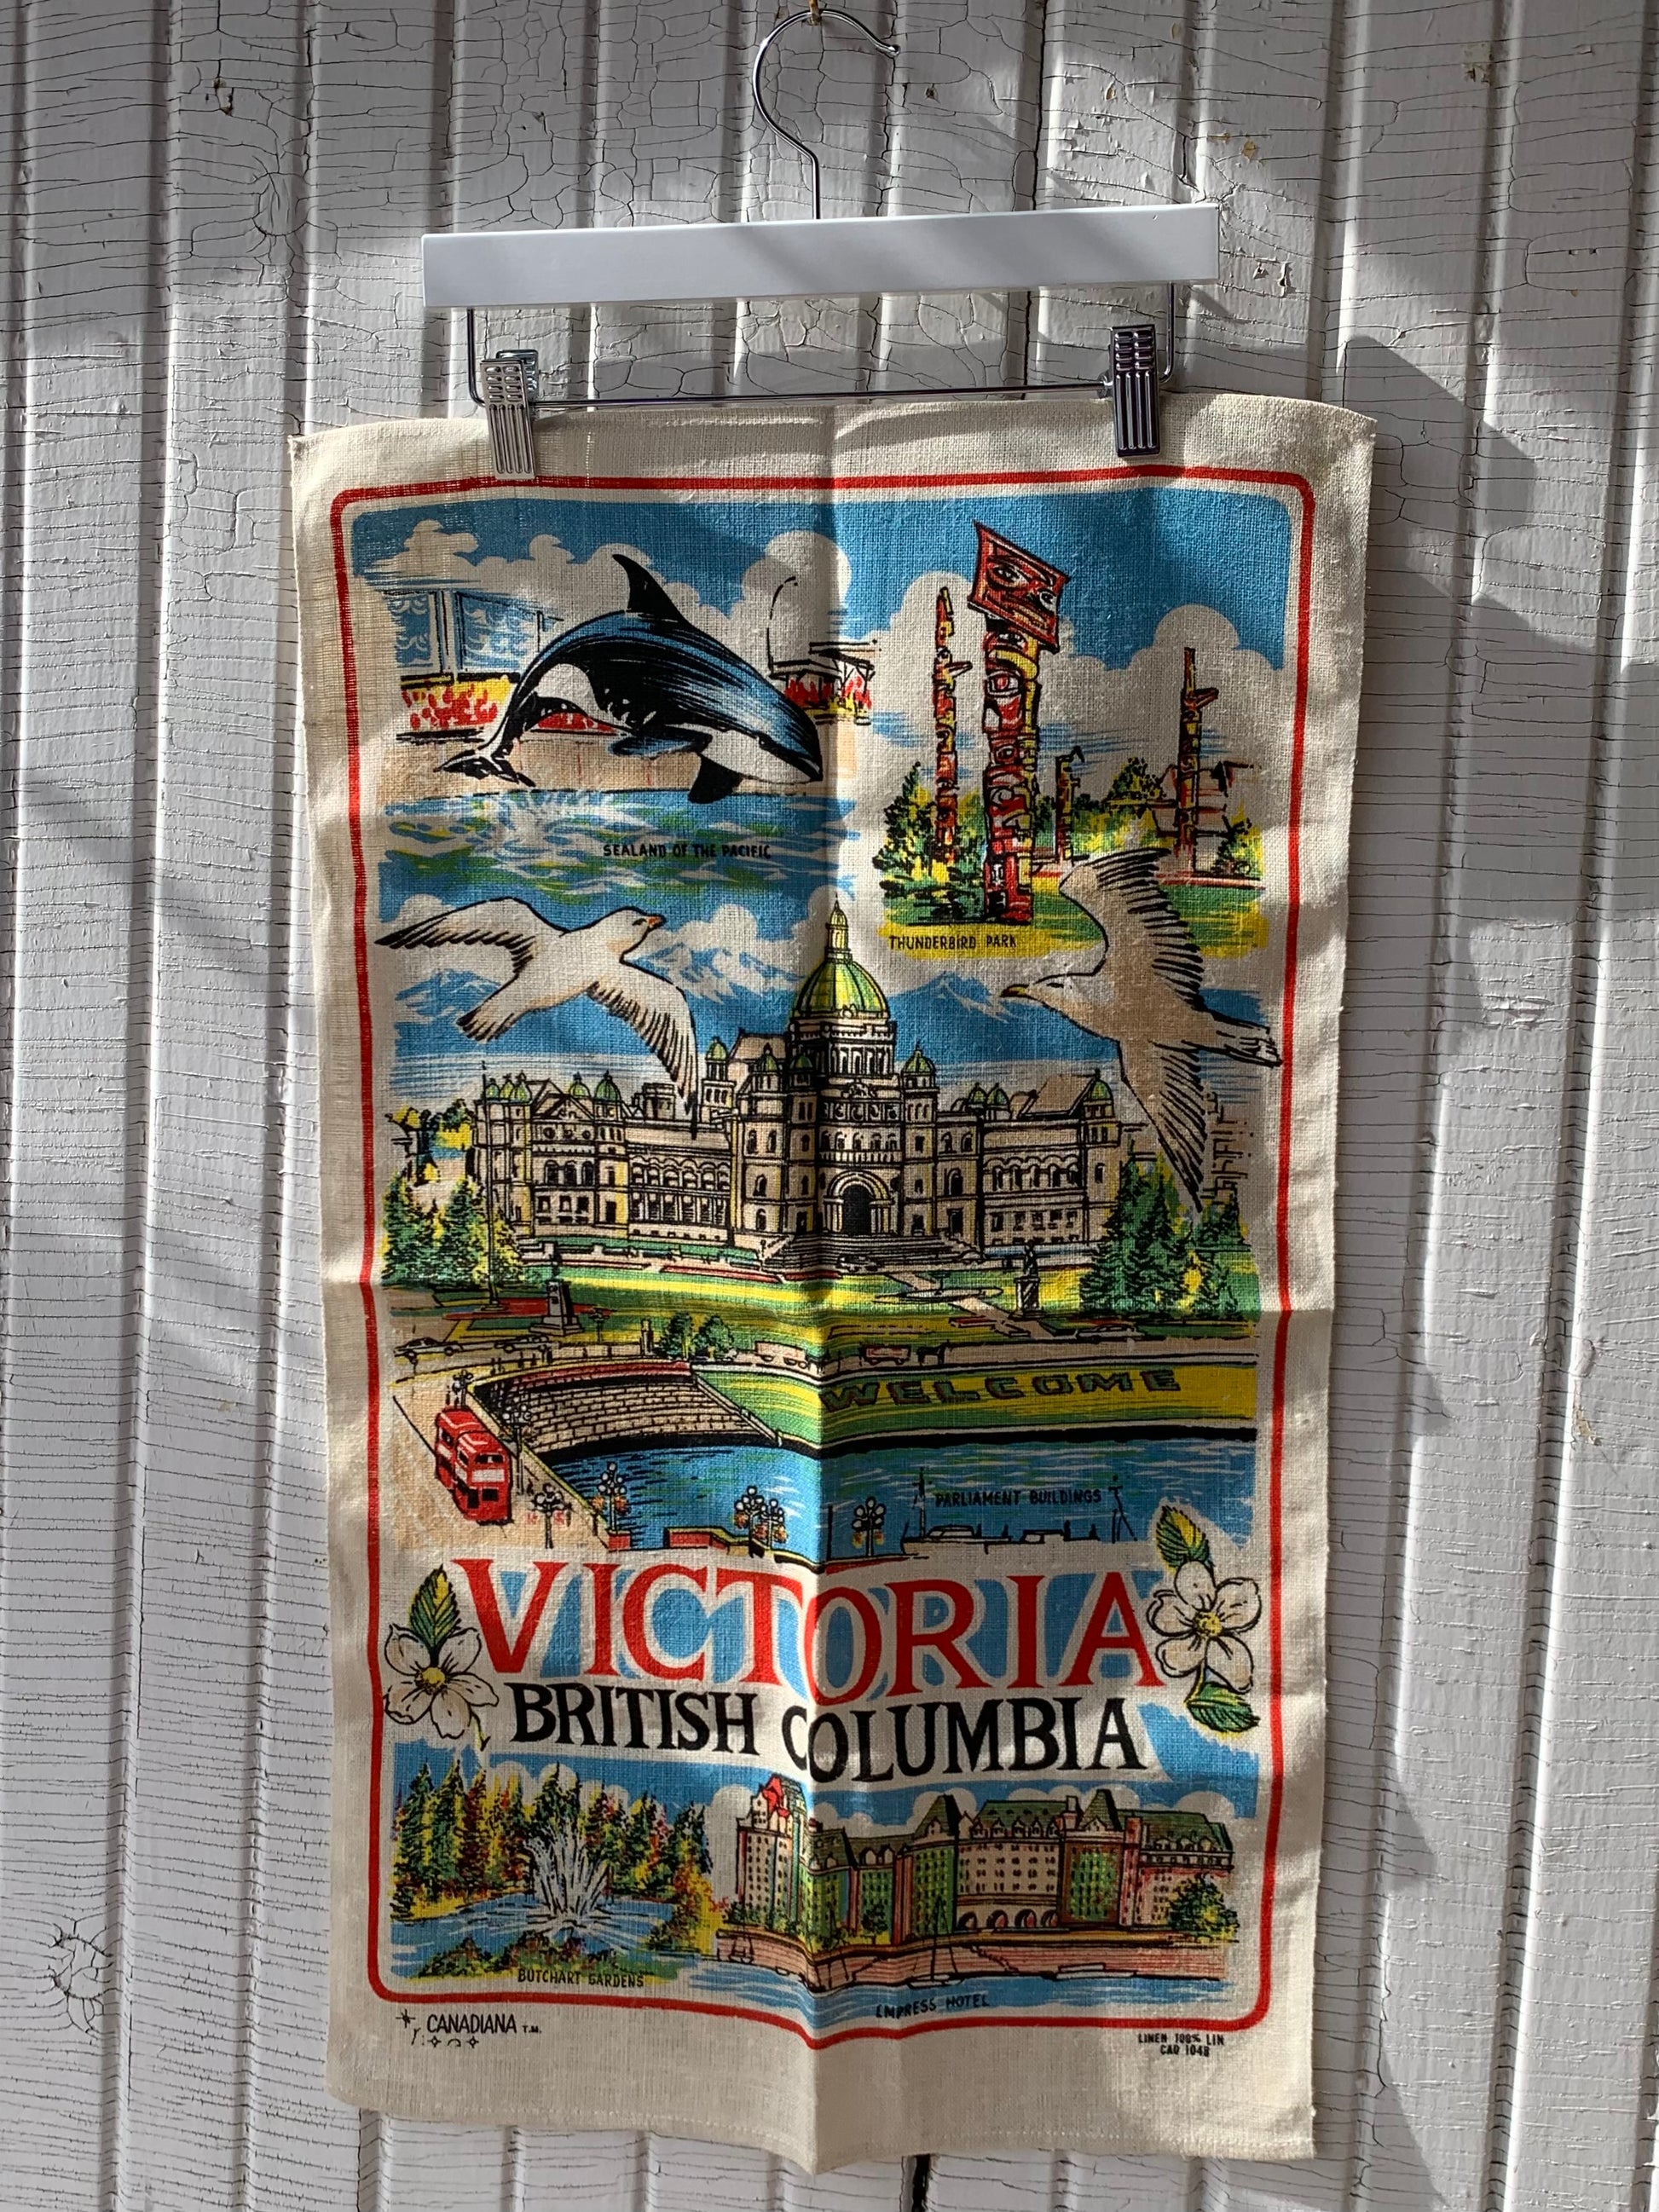 SEALAND OF THE PACIFIC
THUNDERBIRD PARK
WELCOME
PARLIAMENT BUILDINGS
VICTORIA
BRITISH COLUMBIA
BUTCHART GARDENS
EMPRESS HOTEL
CANADIANA T.M.
LINEN 100% LIN
CAD 104B